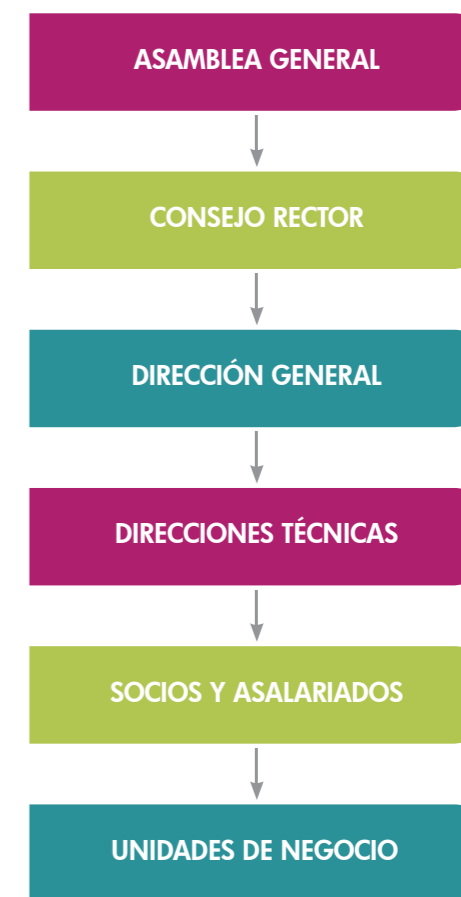 ASAMBLEA GENERAL
CONSEJO RECTOR
DIRECCIÓN GENERAL
DIRECCIONES TÉCNICAS
SOCIOS Y ASALARIADOS
UNIDADES DE NEGOCIO